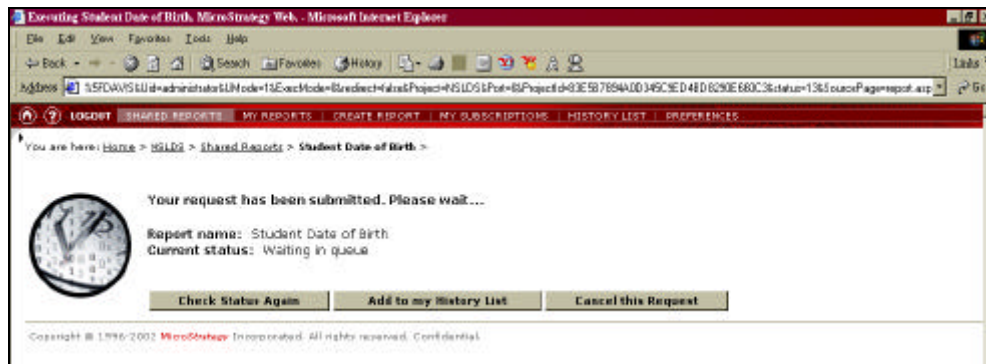 Executing Student Date of Birth. MicroStrategy Web. - Microsoft Internet Explorer
File Edit View Favorites Tools Help
Back Search Favorites History Links
Address
LOGOUT SHARED REPORTS | MY REPORTS | CREATE REPORT | MY SUBSCRIPTIONS | HISTORY LIST | PREFERENCES
You are here: Home > NSLDS > Shared Reports > Student Date of Birth >
Your request has been submitted. Please wait...
Report name: Student Date of Birth
Current status: Waiting in queue
Check Status Again Add to my History List Cancel this Request
Copyright © 1996-2002 MicroStrategy Incorporated. All rights reserved. Confidential.